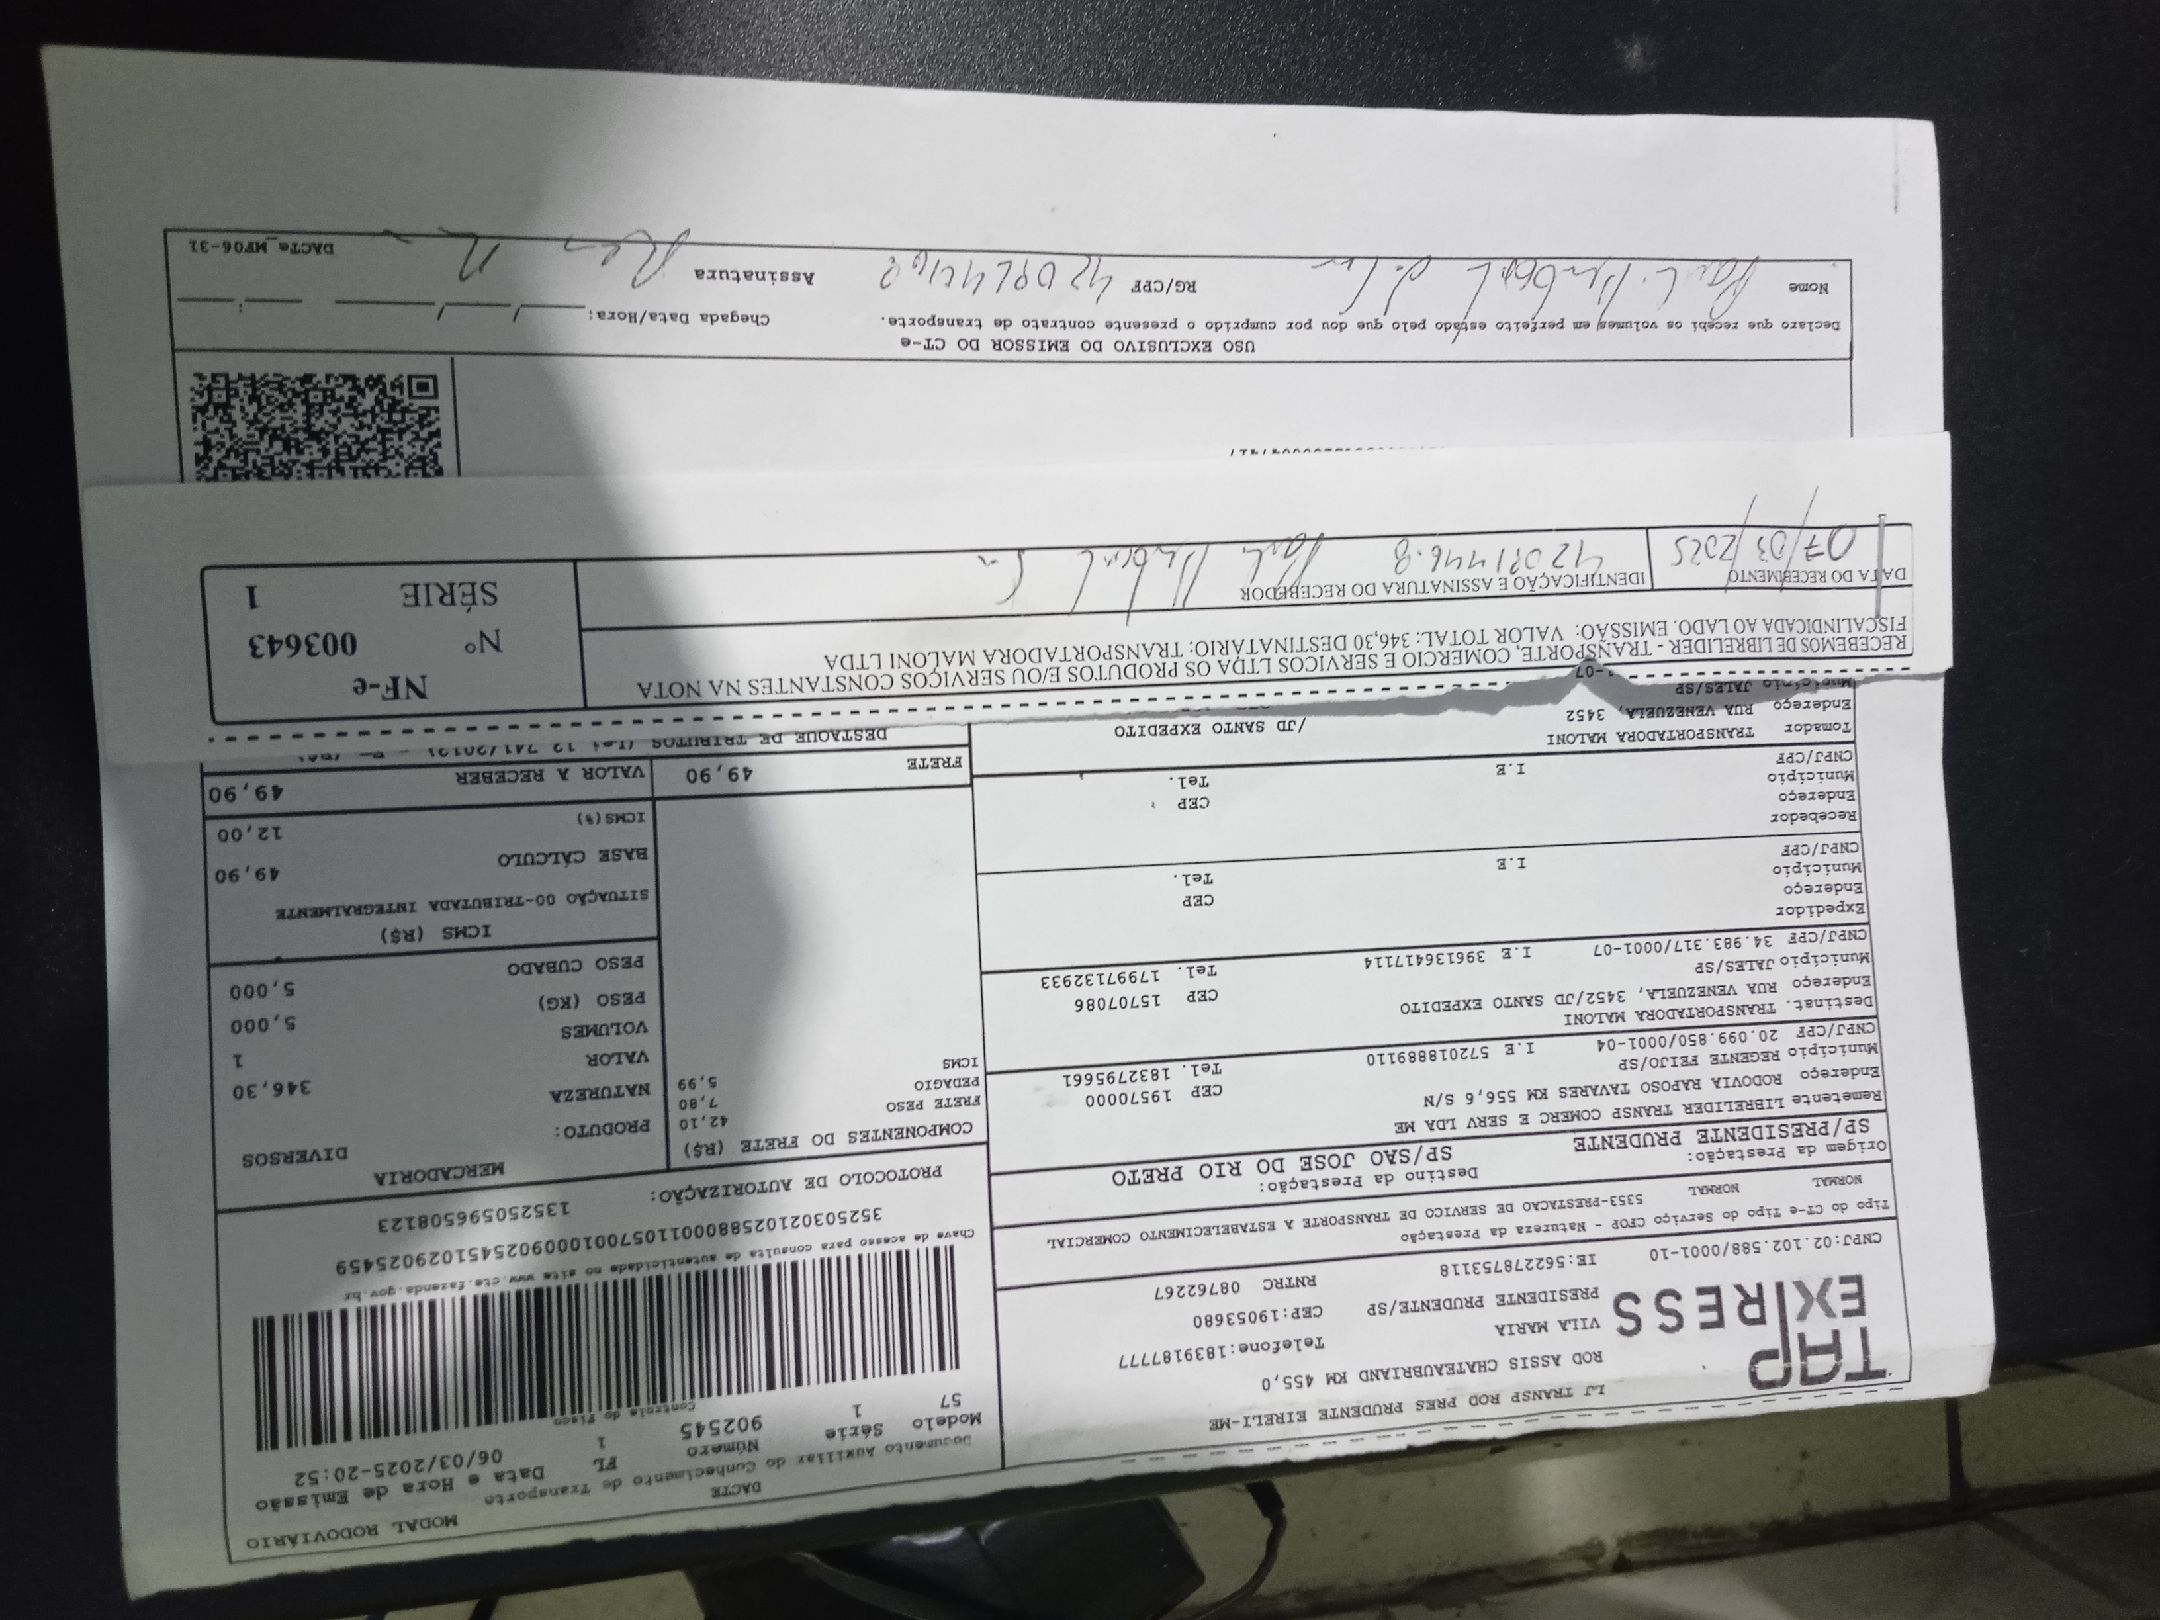 MODAL RODOVIÁRIO
DACTE
Documento Auxiliar do Conhecimento de Transporte
Modelo Série Número FL Data e Hora de Emissão
57 1 902545 1 06/03/2025-20:52
Controle do Fisco
Chave de acesso para consulta de autenticidade no site www.cte.fazenda.gov.br
35250302102588000110570010009025451029025459
PROTOCOLO DE AUTORIZAÇÃO: 135250596508123
TAP EXPRESS
LJ TRANSP ROD PRES PRUDENTE EIRELI-ME
ROD ASSIS CHATEAUBRIAND KM 455,0
VILA MARIA Telefone:1839187777
PRESIDENTE PRUDENTE/SP CEP:19053680
CNPJ:02.102.588/0001-10 IE:562278753118 RNTRC 08762267
Tipo do CT-e Tipo do Serviço CFOP - Natureza da Prestação
NORMAL NORMAL 5353-PRESTACAO DE SERVICO DE TRANSPORTE A ESTABELECIMENTO COMERCIAL
Origem da Prestação: Destino da Prestação:
SP/PRESIDENTE PRUDENTE SP/SAO JOSE DO RIO PRETO
Remetente LIBRELIDER TRANSP COMERC E SERV LDA ME
Endereço RODOVIA RAPOSO TAVARES KM 556,6 S/N
Município REGENTE FEIJO/SP CEP 19570000
CNPJ/CPF 20.099.850/0001-04 I.E 572018889110 Tel. 1832795661
Destinat. TRANSPORTADORA MALONI
Endereço RUA VENEZUELA, 3452/JD SANTO EXPEDITO
Município JALES/SP CEP 15707086
CNPJ/CPF 34.983.317/0001-07 I.E 396136417114 Tel. 17997132933
Expedidor
Endereço
Município CEP
CNPJ/CPF I.E Tel.
Recebedor
Endereço
Município CEP
CNPJ/CPF I.E Tel.
Tomador TRANSPORTADORA MALONI
Endereço RUA VENEZUELA, 3452 /JD SANTO EXPEDITO
Município JALES/SP
-07
COMPONENTES DO FRETE (R$)
FRETE PESO 42,10
PEDAGIO 7,80
ICMS 5,99
FRETE 49,90
MERCADORIA
PRODUTO: DIVERSOS
NATUREZA
VALOR 346,30
VOLUMES 1
PESO (KG) 5,000
PESO CUBADO 5,000
ICMS (R$)
SITUAÇÃO 00-TRIBUTADA INTEGRALMENTE
BASE CÁLCULO 49,90
ICMS(%) 12,00
VALOR A RECEBER 49,90
DESTAQUE DE TRIBUTOS (Lei 12.741/2012)
RECEBEMOS DE LIBRELIDER - TRANSPORTE, COMERCIO E SERVICOS LTDA OS PRODUTOS E/OU SERVIÇOS CONSTANTES NA NOTA
FISCAL INDICADA AO LADO. EMISSÃO: VALOR TOTAL: 346,30 DESTINATÁRIO: TRANSPORTADORA MALONI LTDA
DATA DO RECEBIMENTO IDENTIFICAÇÃO E ASSINATURA DO RECEBEDOR
07/03/2025 42091446.8
NF-e
Nº 003643
SÉRIE 1
USO EXCLUSIVO DO EMISSOR DO CT-e
Declaro que recebi os volumes em perfeito estado pelo que dou por cumprido o presente contrato de transporte. Chegada Data/Hora:
Nome RG/CPF Assinatura
DACTe_MF06-31